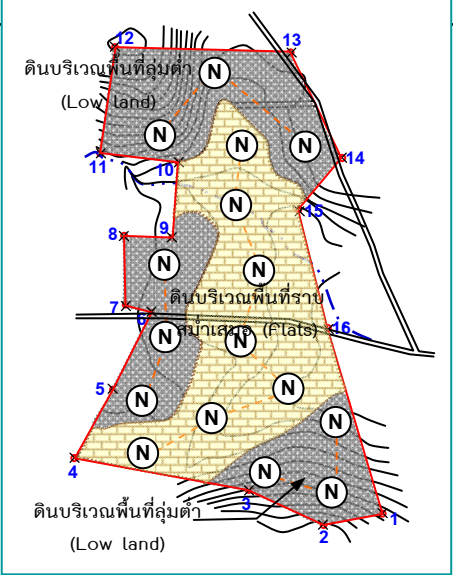 12
13
ดินบริเวณพื้นที่ลุ่มต่ำ
N
(Low land)
N
N
N
14
11
10
N
15
8
9
N
N
ดินบริเวณพื้นที่ราบ
7
6
สม่ำเสมอ (Flats)
16
N
N
5
N
N
N
N
4
N
N
3
N
ดินบริเวณพื้นที่ลุ่มต่ำ
1
2
(Low land)